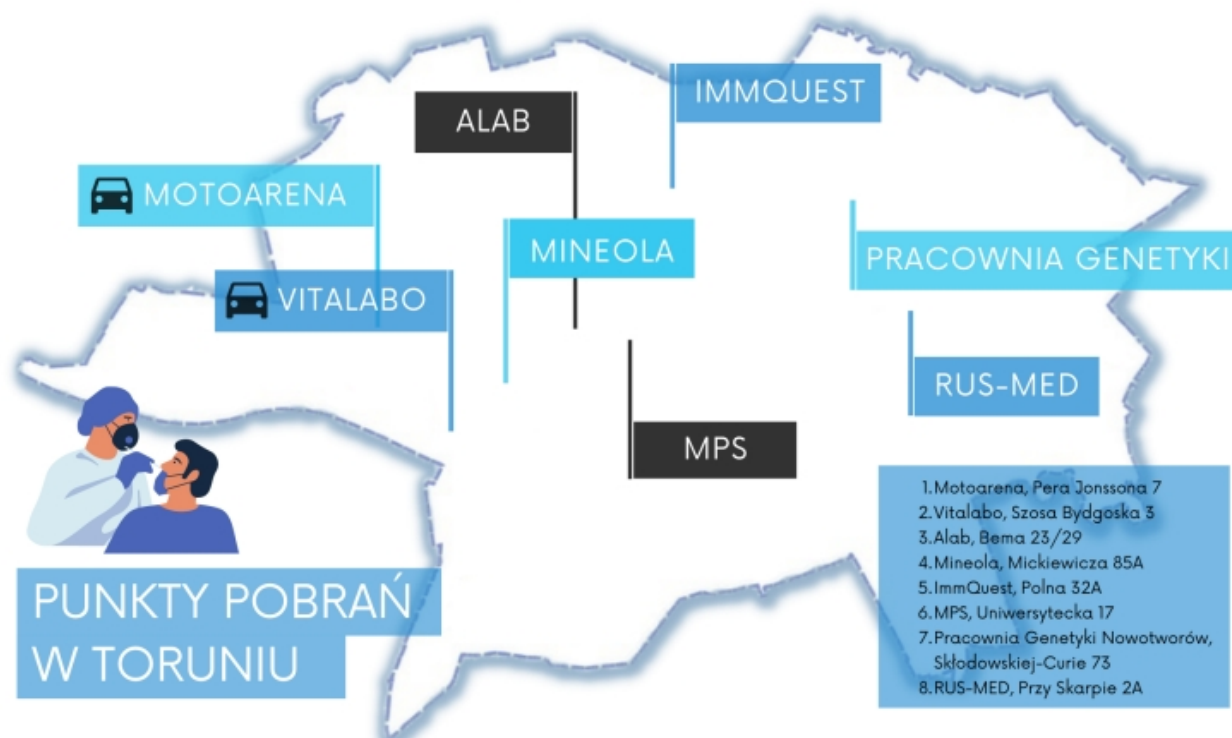 IMMQUEST
ALAB
MOTOARENA
MINEOLA
PRACOWNIA GENETYKI
VITALABO
RUS-MED
MPS
PUNKTY POBRAŃ
W TORUNIU
1. Motoarena, Pera Jonssona 7
2. Vitalabo, Szosa Bydgoska 3
3. Alab, Bema 23/29
4. Mineola, Mickiewicza 85A
5. ImmQuest, Polna 32A
6. MPS, Uniwersytecka 17
7. Pracownia Genetyki Nowotworów,
Skłodowskiej-Curie 73
8. RUS-MED, Przy Skarpie 2A